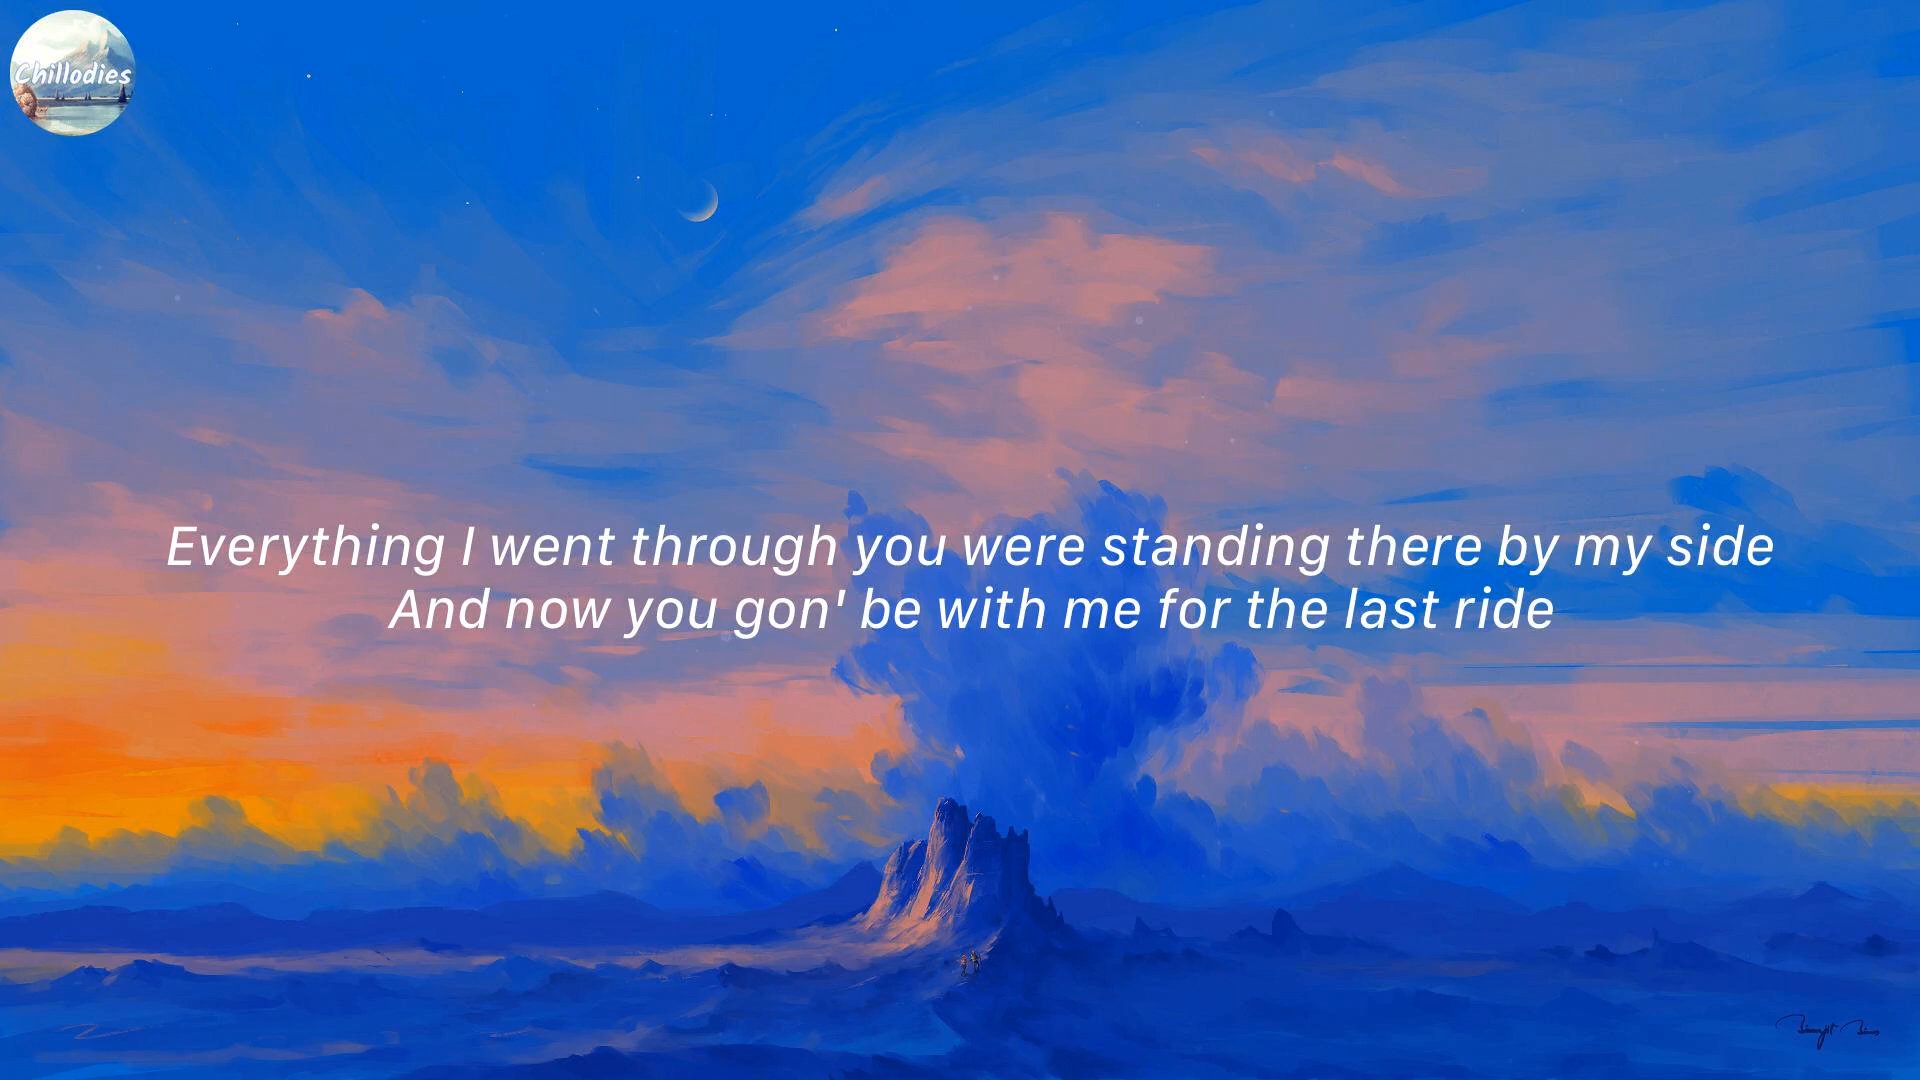 Chillodies
Everything I went through you were standing there by my side
And now you gon' be with me for the last ride